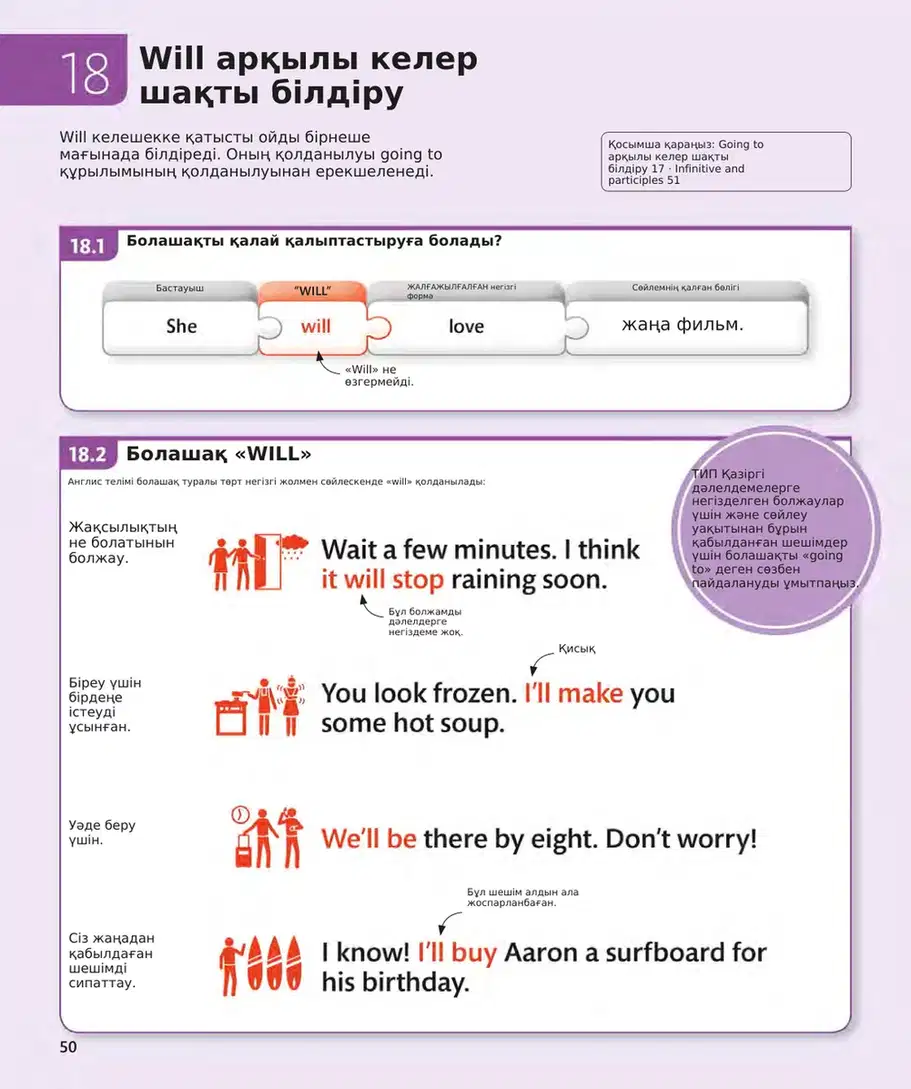 18
Will арқылы келер
шақты білдіру
Will келешекке қатысты ойды бірнеше
мағынада білдіреді. Оның қолданылуы going to
құрылымының қолданылуынан ерекшеленеді.
Қосымша қараңыз: Going to
арқылы келер шақты
білдіру 17 · Infinitive and
participles 51
18.1 Болашақты қалай қалыптастыруға болады?
Бастауыш
"WILL"
ЖАЛҒАЖЫЛҒАЛҒАН негізгі
форма
Сөйлемнің қалған бөлігі
She will love жаңа фильм.
«Will» не
өзгермейді.
18.2 Болашақ «WILL»
Англис телімі болашақ туралы төрт негізгі жолмен сөйлескенде «will» қолданылады:
ТИП Қазіргі
дәлелдемелерге
негізделген болжаулар
үшін және сөйлеу
уақытынан бұрын
қабылданған шешімдер
үшін болашақты «going
to» деген сөзбен
пайдалануды ұмытпаңыз.
Жақсылықтың
не болатынын
болжау.
Wait a few minutes. I think
it will stop raining soon.
Бұл болжамды
дәлелдерге
негіздеме жоқ.
Қисық
Біреу үшін
бірдеңе
істеуді
ұсынған.
You look frozen. I'll make you
some hot soup.
Уәде беру
үшін.
We'll be there by eight. Don't worry!
Бұл шешім алдын ала
жоспарланбаған.
Сіз жаңадан
қабылдаған
шешімді
сипаттау.
I know! I'll buy Aaron a surfboard for
his birthday.
50